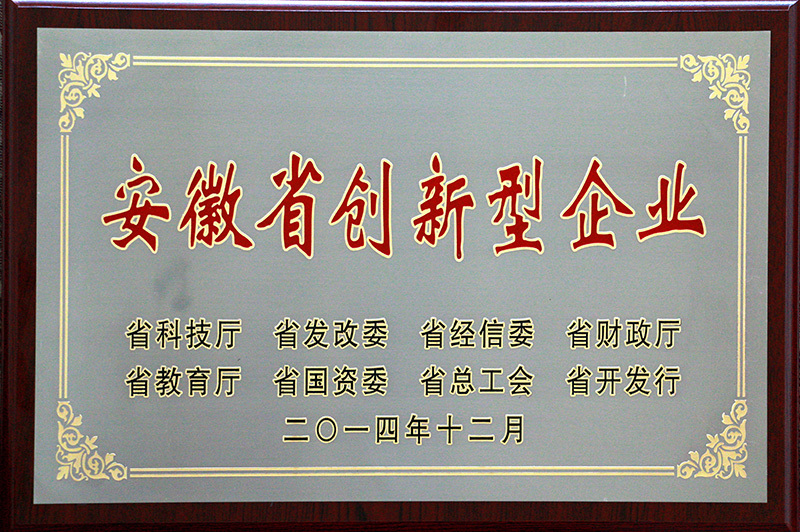 安徽省创新型企业
省科技厅 省发改委 省经信委 省财政厅
省教育厅 省国资委 省总工会 省开发行
二〇一四年十二月